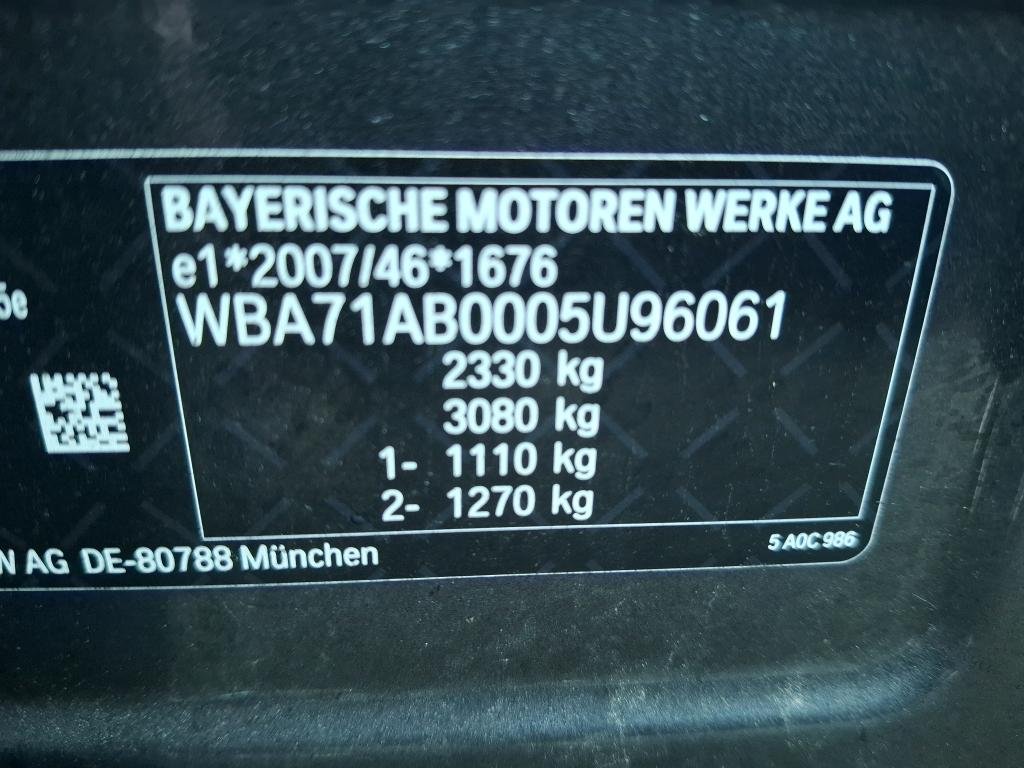 BAYERISCHE MOTOREN WERKE AG
e1*2007/46*1676
5e
WBA71AB0005U96061
2330 kg
3080 kg
1- 1110 kg
2- 1270 kg
5 A0C 986
N AG DE-80788 München